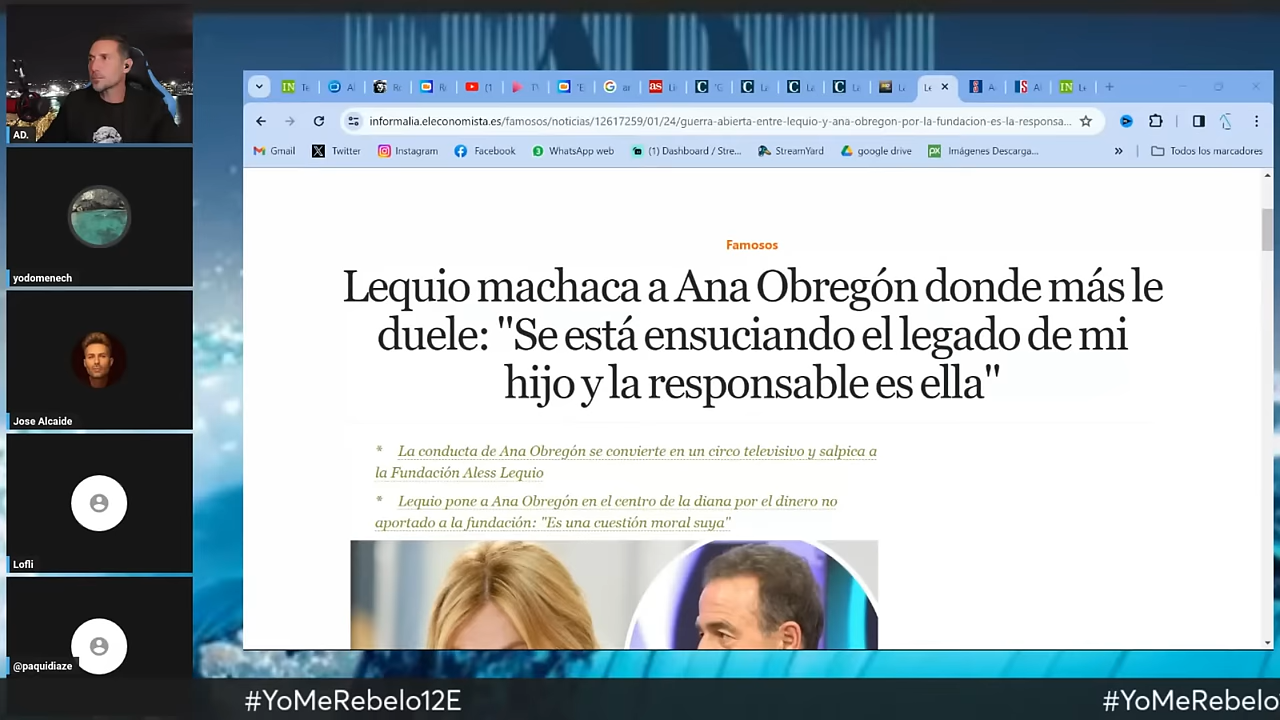 AD.
yodomenech
Jose Alcaide
Lofli
@paquidiaze
informalia.eleconomista.es/famosos/noticias/12617259/01/24/guerra-abierta-entre-lequio-y-ana-obregon-por-la-fundacion-es-la-responsa...
Gmail
Twitter
Instagram
Facebook
WhatsApp web
(1) Dashboard / Stre...
StreamYard
google drive
Imágenes Descarga...
»
Todos los marcadores
Famosos
Lequio machaca a Ana Obregón donde más le
duele: "Se está ensuciando el legado de mi
hijo y la responsable es ella"
* La conducta de Ana Obregón se convierte en un circo televisivo y salpica a
la Fundación Aless Lequio
* Lequio pone a Ana Obregón en el centro de la diana por el dinero no
aportado a la fundación: "Es una cuestión moral suya"
#YoMeRebelo12E
#YoMeRebelo